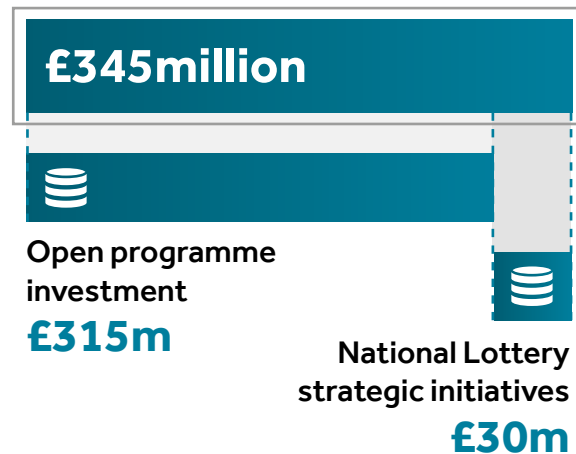 £345million
Open programme
investment
£315m
National Lottery
strategic initiatives
£30m